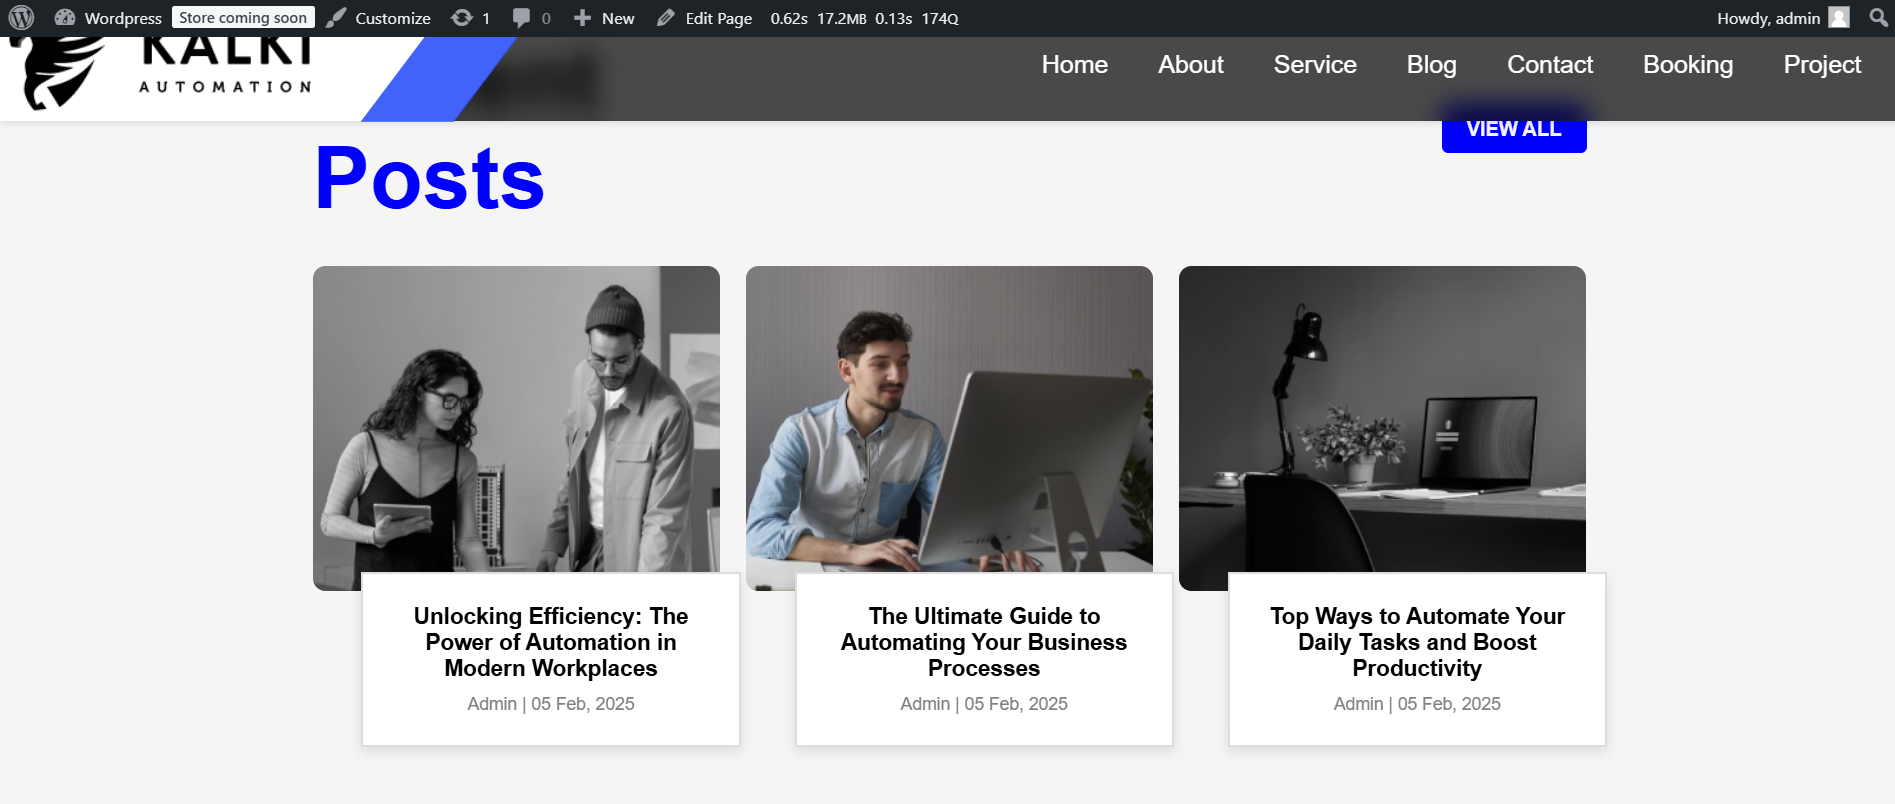 Wordpress Store coming soon Customize 1 0 New Edit Page 0.62s 17.2MB 0.13s 174Q Howdy, admin
KALKI
AUTOMATION
Home About Service Blog Contact Booking Project
VIEW ALL
Posts
Unlocking Efficiency: The
Power of Automation in
Modern Workplaces
Admin | 05 Feb, 2025
The Ultimate Guide to
Automating Your Business
Processes
Admin | 05 Feb, 2025
Top Ways to Automate Your
Daily Tasks and Boost
Productivity
Admin | 05 Feb, 2025